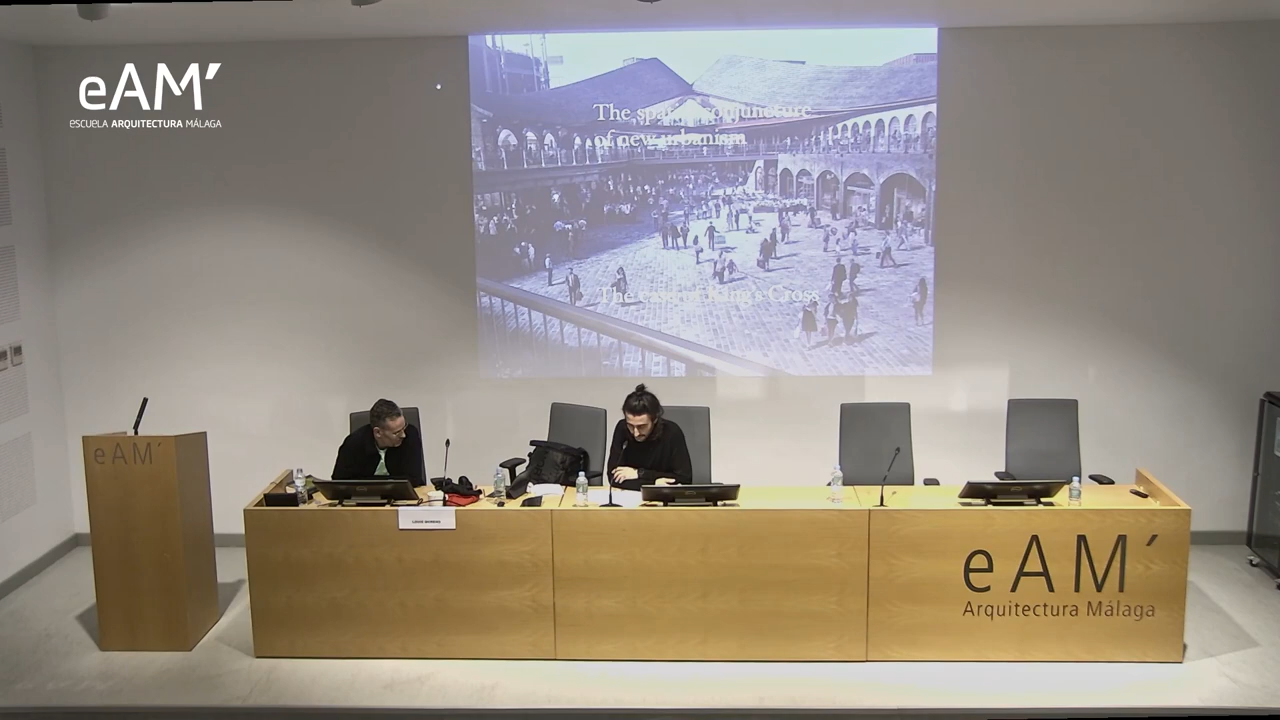 eAM´
ESCUELA ARQUITECTURA MÁLAGA
The spatial conjuncture
of new urbanism
The case of King's Cross
eAM´
eAM´
Arquitectura Málaga